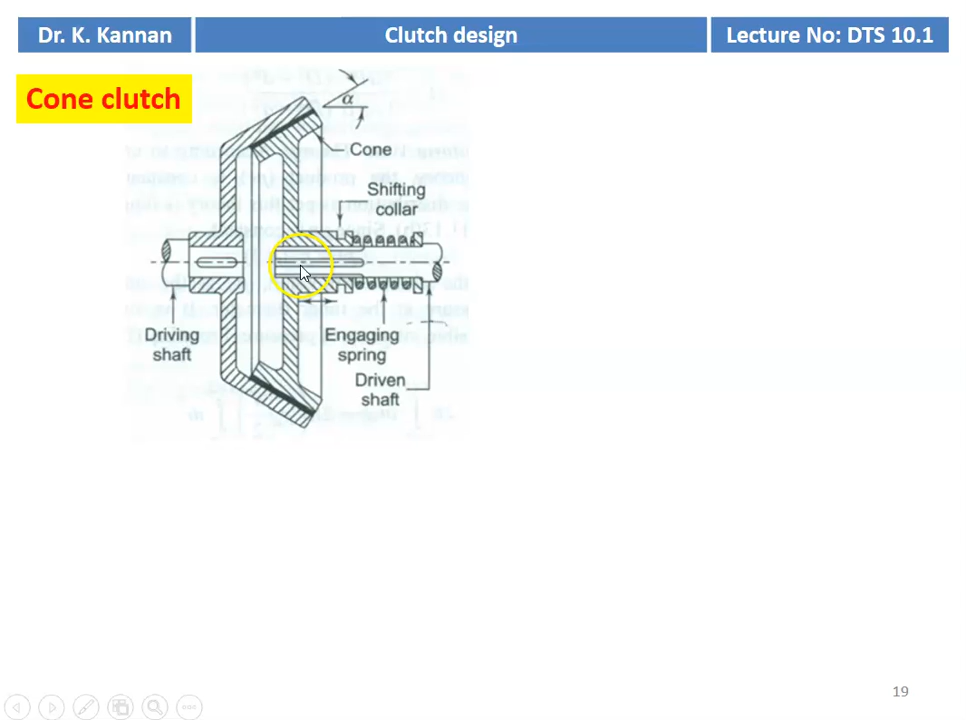 Dr. K. Kannan
Clutch design
Lecture No: DTS 10.1
Cone clutch
α
Cone
Shifting
collar
Driving
shaft
Engaging
spring
Driven
shaft
19